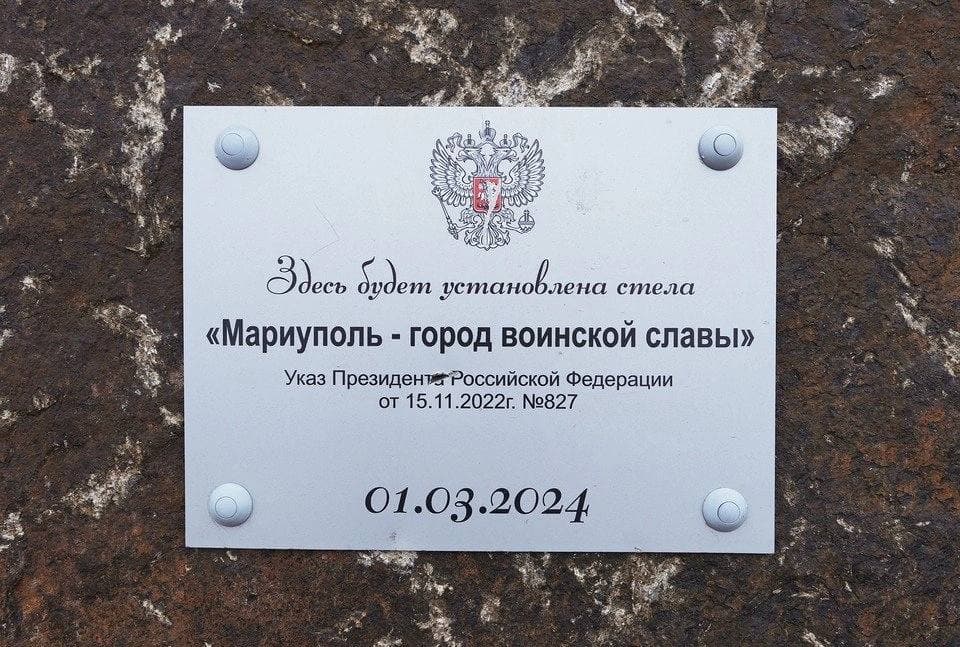 Здесь будет установлена стела
«Мариуполь - город воинской славы»
Указ Президента Российской Федерации
от 15.11.2022г. №827
01.03.2024